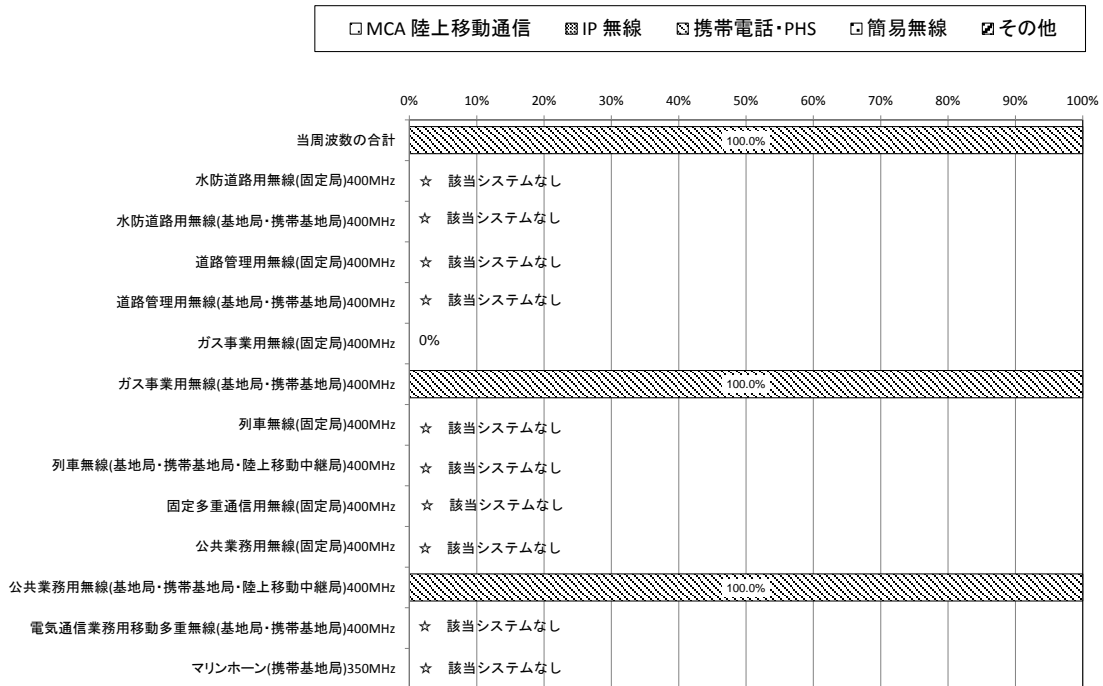 MCA 陸上移動通信 IP 無線 携帯電話・PHS 簡易無線 その他
0% 10% 20% 30% 40% 50% 60% 70% 80% 90% 100%
当周波数の合計 100.0%
水防道路用無線(固定局)400MHz ☆ 該当システムなし
水防道路用無線(基地局・携帯基地局)400MHz ☆ 該当システムなし
道路管理用無線(固定局)400MHz ☆ 該当システムなし
道路管理用無線(基地局・携帯基地局)400MHz ☆ 該当システムなし
ガス事業用無線(固定局)400MHz 0%
ガス事業用無線(基地局・携帯基地局)400MHz 100.0%
列車無線(固定局)400MHz ☆ 該当システムなし
列車無線(基地局・携帯基地局・陸上移動中継局)400MHz ☆ 該当システムなし
固定多重通信用無線(固定局)400MHz ☆ 該当システムなし
公共業務用無線(固定局)400MHz ☆ 該当システムなし
公共業務用無線(基地局・携帯基地局・陸上移動中継局)400MHz 100.0%
電気通信業務用移動多重無線(基地局・携帯基地局)400MHz ☆ 該当システムなし
マリンホーン(携帯基地局)350MHz ☆ 該当システムなし